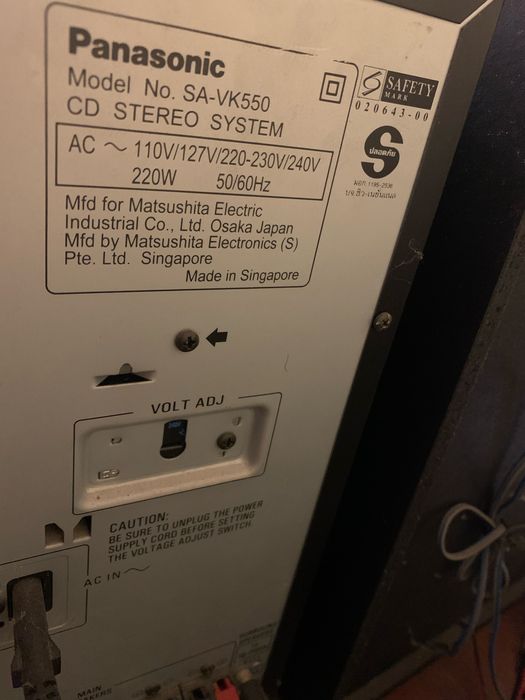 Panasonic
Model No. SA-VK550
CD STEREO SYSTEM
AC ~ 110V/127V/220-230V/240V
220W 50/60Hz
Mfd for Matsushita Electric
Industrial Co., Ltd. Osaka Japan
Mfd by Matsushita Electronics (S)
Pte. Ltd. Singapore
Made in Singapore
SAFETY
MARK
020643-00
ปลอดภัย
VOLT ADJ
CAUTION:
BE SURE TO UNPLUG THE POWER
SUPPLY CORD BEFORE SETTING
THE VOLTAGE ADJUST SWITCH.
AC IN ~
MAIN